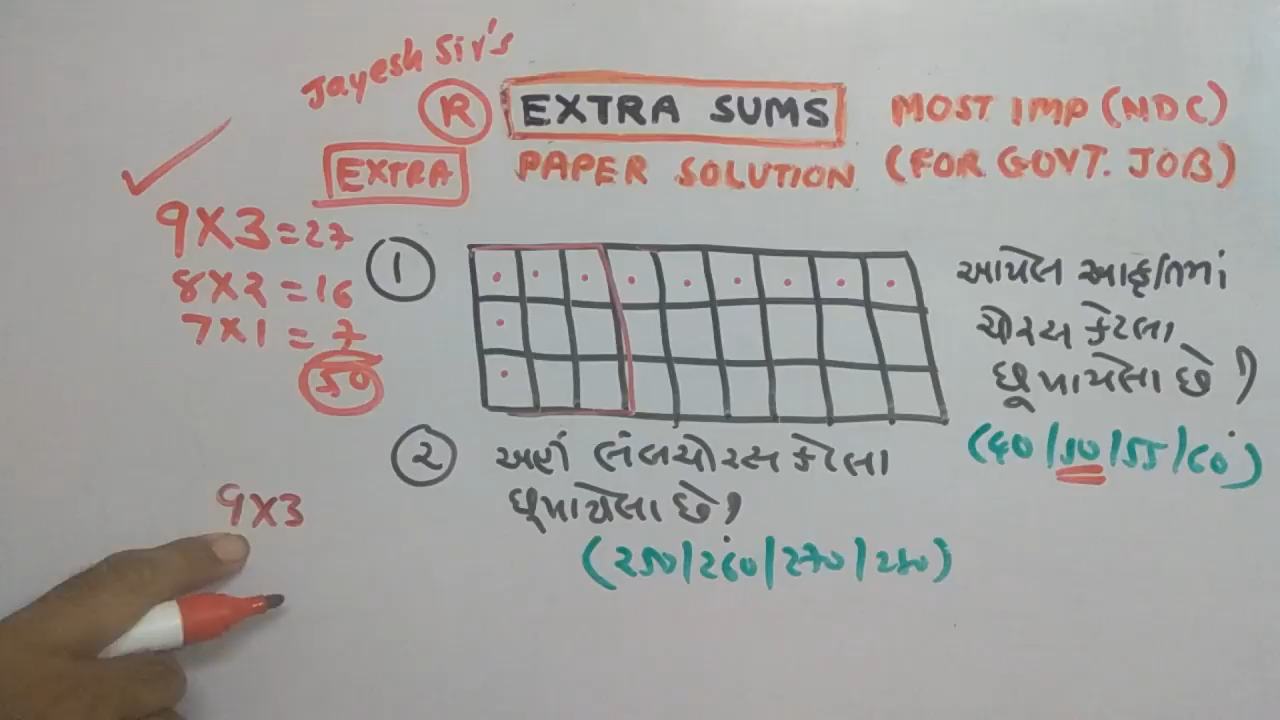 Jayesh Sir's
R EXTRA SUMS MOST IMP (NDC)
EXTRA PAPER SOLUTION (FOR GOVT. JOB)
9X3=27
8X2=16
7X1=7
50
1
આપેલ આકૃતિમાં
ચોરસ કેટલા
છૂપાયેલા છે?
(40/50/55/60)
૨ અહીં લંબચોરસ કેટલા
છૂપાયેલા છે?
(250/260/270/280)
9X3